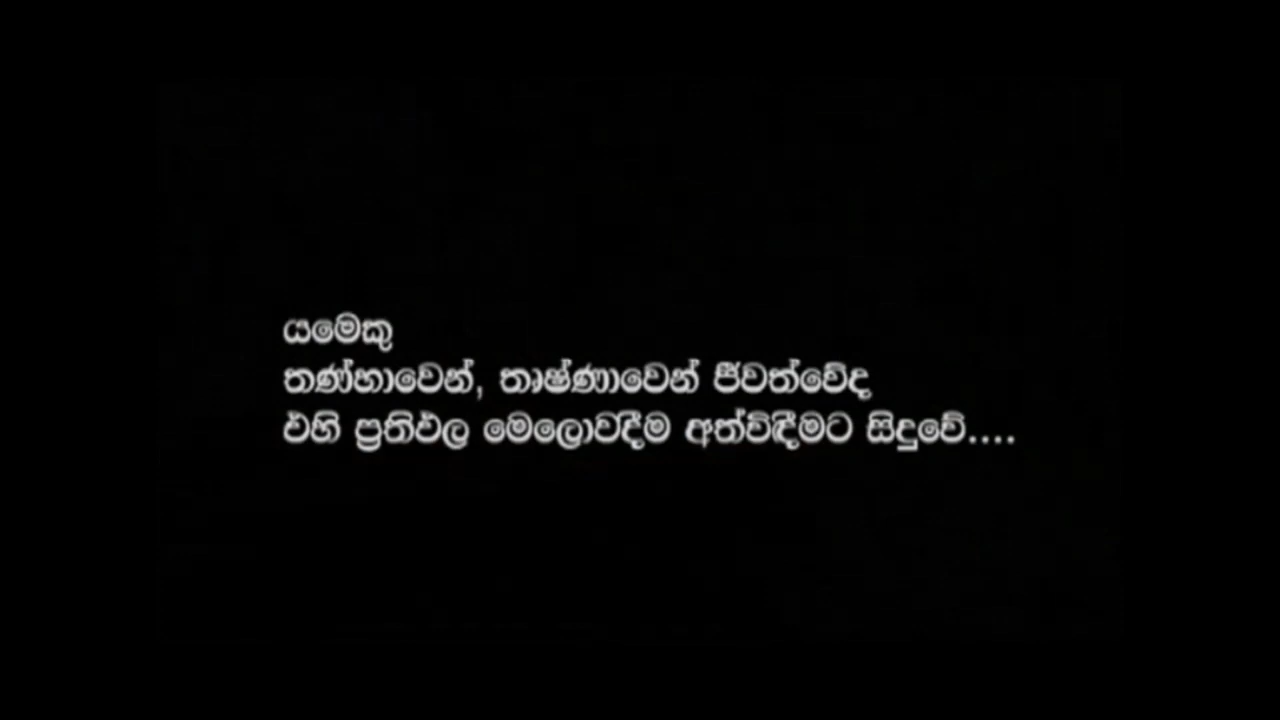 යමෙකු
තණ්හාවෙන්, තෘෂ්ණාවෙන් ජීවත්වේද
එහි ප්‍රතිඵල මෙලොවදීම අත්විඳීමට සිදුවේ....